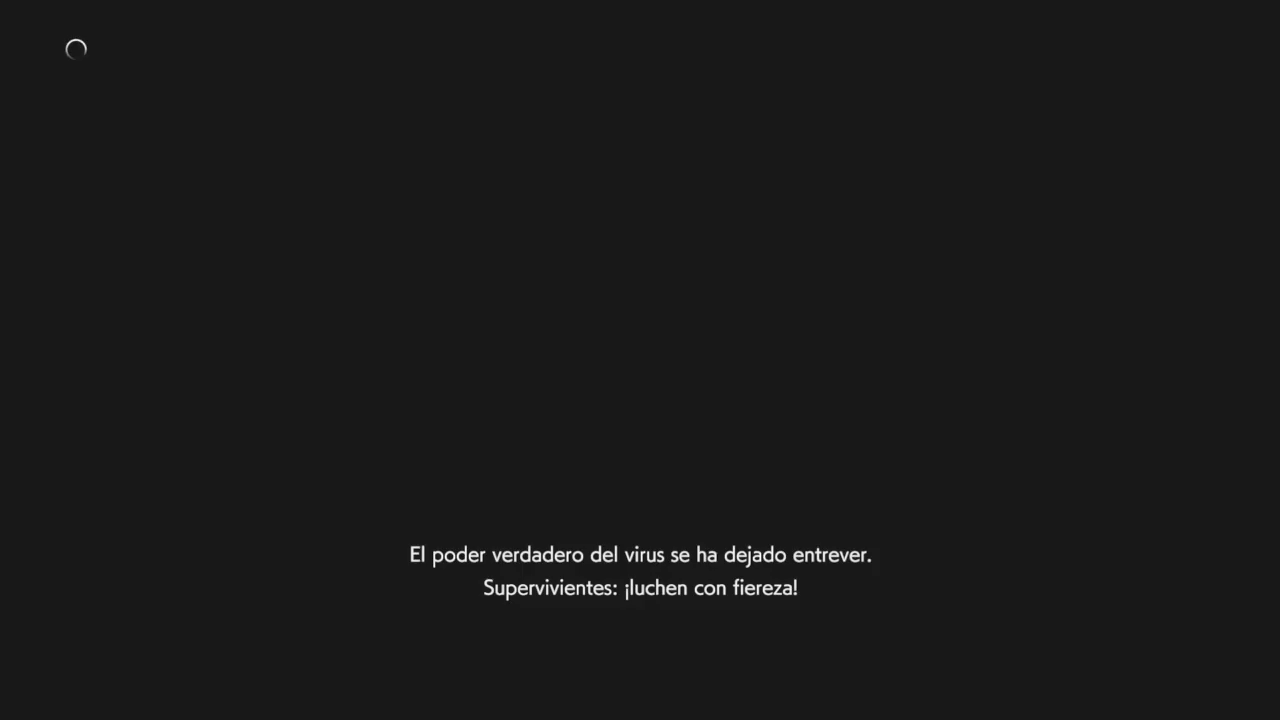 El poder verdadero del virus se ha dejado entrever.
Supervivientes: ¡luchen con fiereza!